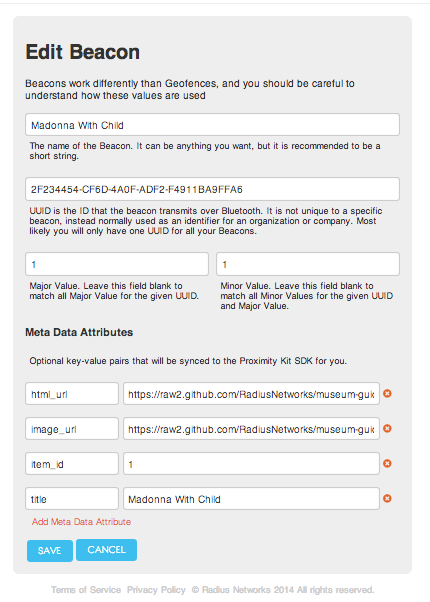 Edit Beacon
Beacons work differently than Geofences, and you should be careful to
understand how these values are used
Madonna With Child
The name of the Beacon. It can be anything you want, but it is recommended to be a
short string.
2F234454-CF6D-4A0F-ADF2-F4911BA9FFA6
UUID is the ID that the beacon transmits over Bluetooth. It is not unique to a specific
beacon, instead normally used as an identifier for an organization or company. Most
likely you will only have one UUID for all your Beacons.
1
1
Major Value. Leave this field blank to
match all Major Value for the given UUID.
Minor Value. Leave this field blank to
match all Minor Values for the given UUID
and Major Value.
Meta Data Attributes
Optional key-value pairs that will be synced to the Proximity Kit SDK for you.
html_url https://raw2.github.com/RadiusNetworks/museum-guid
image_url https://raw2.github.com/RadiusNetworks/museum-guid
item_id 1
title Madonna With Child
Add Meta Data Attribute
SAVE CANCEL
Terms of Service Privacy Policy © Radius Networks 2014 All rights reserved.